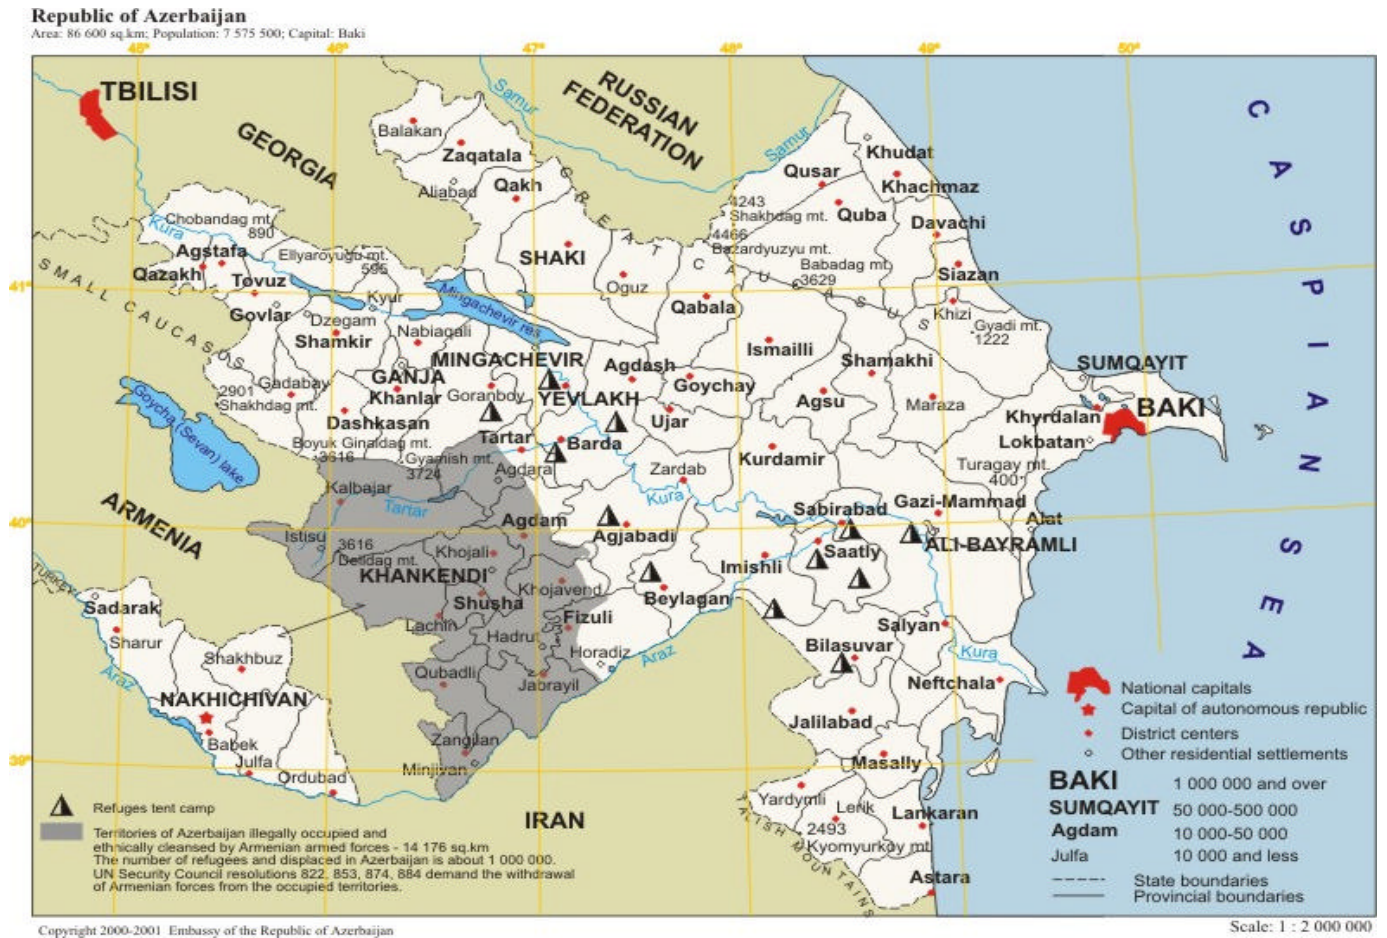 Republic of Azerbaijan
Area: 86 600 sq.km; Population: 7 575 500; Capital: Baki
45°
46°
47°
48°
49°
50°
TBILISI
GEORGIA
RUSSIAN
FEDERATION
Samur
Samur
CASPIAN SEA
Balakan
Zaqatala
Aliabad
Qakh
GREAT CAUCASUS
Khudat
Qusar
Khachmaz
4243
Shakhdag mt.
Quba
Davachi
4466
Bazardyuzyu mt.
Babadag mt.
3629
Siazan
Chobandag mt.
890
Kura
Agstafa
Qazakh
Ellyaroyugu mt.
595
SHAKI
Oguz
Tovuz
41°
SMALL CAUCASUS
Kyur
Mingachevir res.
Qabala
Khizi
Govlar
Dzegam
Shamkir
Nabiagali
Gyadi mt.
1222
Ismailli
MINGACHEVIR
Agdash
Shamakhi
SUMQAYIT
GANJA
Khanlar
Goranboy
YEVLAKH
Goychay
2901
Gadabay
Shakhdag mt.
Goycha (Sevan) lake
Dashkasan
Ujar
Agsu
Maraza
Khyrdalan
BAKI
Boyuk Ginaldag mt.
3616
Tartar
Barda
Lokbatan
Gyamish mt.
3724
Agdara
Zardab
Kurdamir
Turagay mt.
400
Kalbajar
Tartar
Kura
Gazi-Mammad
Sabirabad
ARMENIA
40°
Agdam
Agjabadi
Alat
Istisu
3616
Delidag mt.
Khojali
Saatly
ALI-BAYRAMLI
KHANKENDI
Imishli
TURKEY
Khojavend
Sadarak
Shusha
Beylagan
Lachin
Fizuli
Sharur
Hadrut
Salyan
Shakhbuz
Horadiz
Araz
Bilasuvar
Kura
Araz
Qubadli
Jabrayil
Neftchala
NAKHICHIVAN
Jalilabad
Babek
Zangilan
39°
Julfa
Minjivan
Masally
Ordubad
Yardymli
Lerik
Lankaran
2493
Kyomyurkoy mt.
TALISH MOUNTAINS
Astara
IRAN
Refuges tent camp
Territories of Azerbaijan illegally occupied and
ethnically cleansed by Armenian armed forces - 14 176 sq.km
The number of refugees and displaced in Azerbaijan is about 1 000 000.
UN Security Council resolutions 822, 853, 874, 884 demand the withdrawal
of Armenian forces from the occupied territories.
National capitals
Capital of autonomous republic
District centers
Other residential settlements
BAKI 1 000 000 and over
SUMQAYIT 50 000-500 000
Agdam 10 000-50 000
Julfa 10 000 and less
State boundaries
Provincial boundaries
Copyright 2000-2001 Embassy of the Republic of Azerbaijan
Scale: 1 : 2 000 000